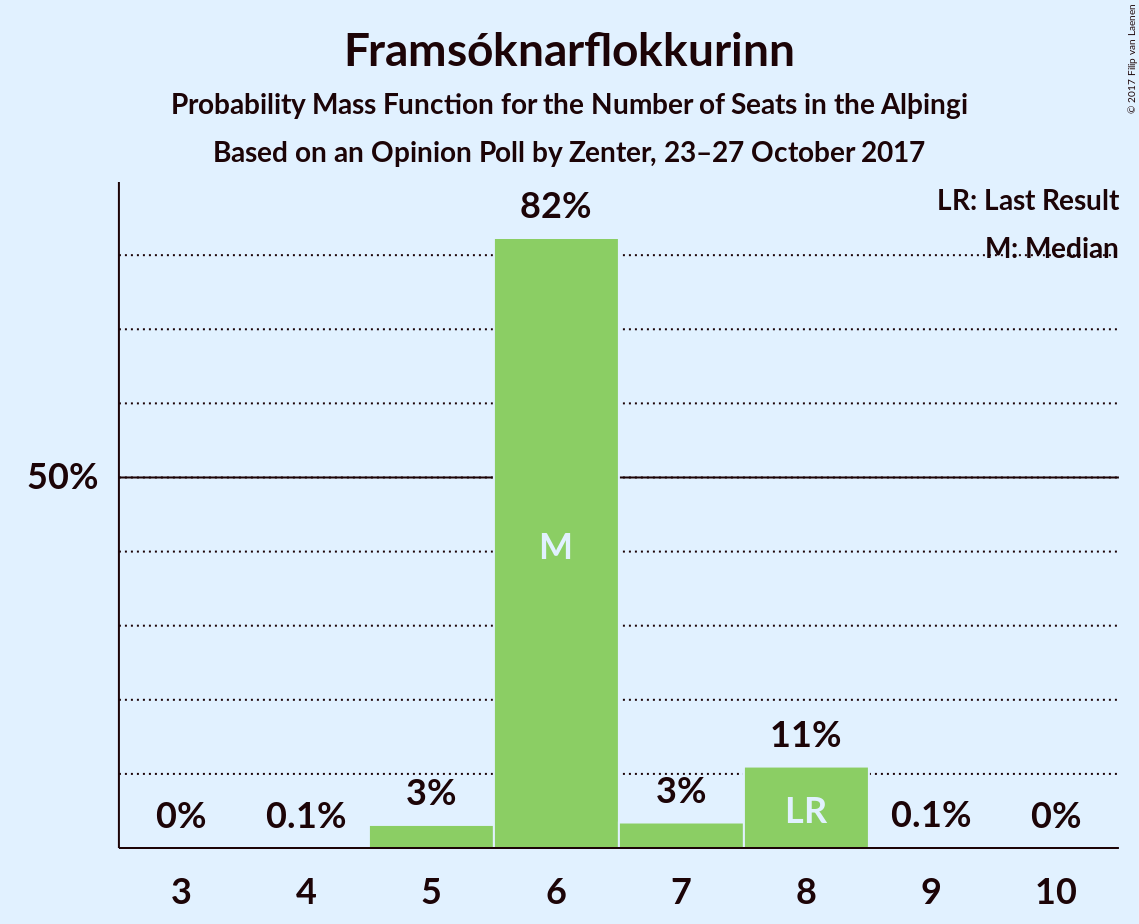 Framsóknarflokkurinn
Probability Mass Function for the Number of Seats in the Alþingi
Based on an Opinion Poll by Zenter, 23–27 October 2017
© 2017 Filip van Laenen
LR: Last Result
M: Median
82%
50%
M
11%
3%
3%
LR
0%
0.1%
0.1%
0%
3 4 5 6 7 8 9 10